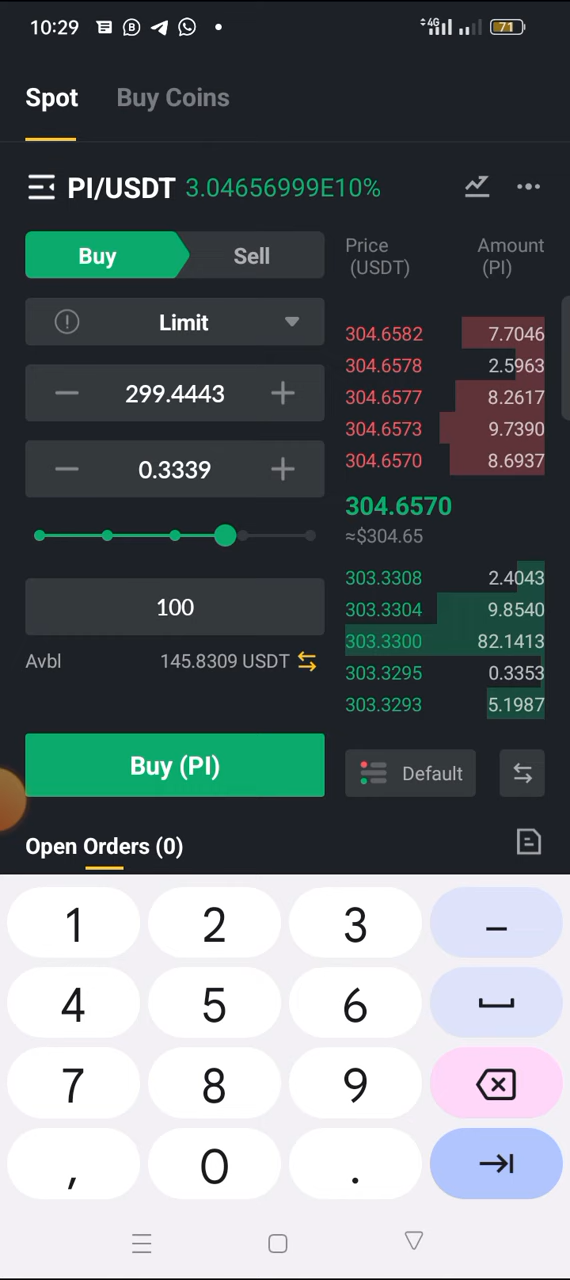 10:29 4G 71
Spot Buy Coins
PI/USDT 3.04656999E10%
Buy Sell
Price (USDT) Amount (PI)
Limit
299.4443
0.3339
100
Avbl 145.8309 USDT
Buy (PI)
304.6582 7.7046
304.6578 2.5963
304.6577 8.2617
304.6573 9.7390
304.6570 8.6937
304.6570
≈$304.65
303.3308 2.4043
303.3304 9.8540
303.3300 82.1413
303.3295 0.3353
303.3293 5.1987
Default
Open Orders (0)
1 2 3 –
4 5 6
7 8 9
, 0 .